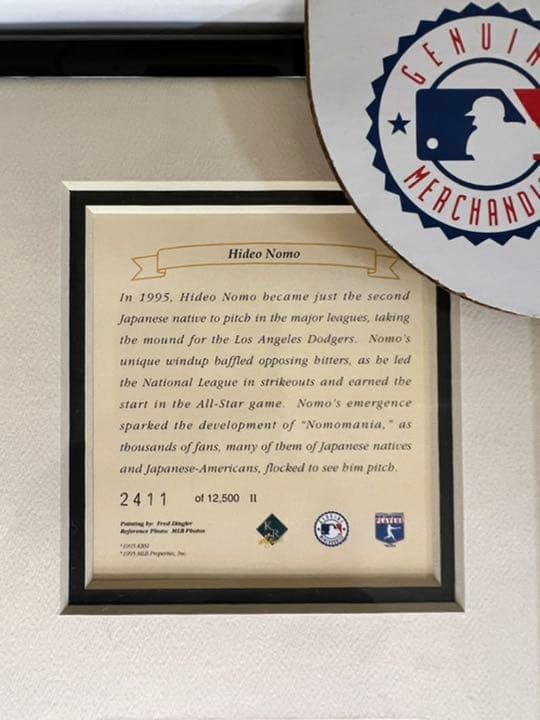 GENUIN
MERCHANDI
Hideo Nomo
In 1995, Hideo Nomo became just the second
Japanese native to pitch in the major leagues, taking
the mound for the Los Angeles Dodgers. Nomo's
unique windup baffled opposing hitters, as he led
the National League in strikeouts and earned the
start in the All-Star game. Nomo's emergence
sparked the development of "Nomomania," as
thousands of fans, many of them of Japanese natives
and Japanese-Americans, flocked to see him pitch.
2411 of 12,500 II
Painting by: Fred Dingler
Reference Photo: MLB Photos
KR
PLAYERS
©1995 KRSI
©1995 MLB Properties, Inc.